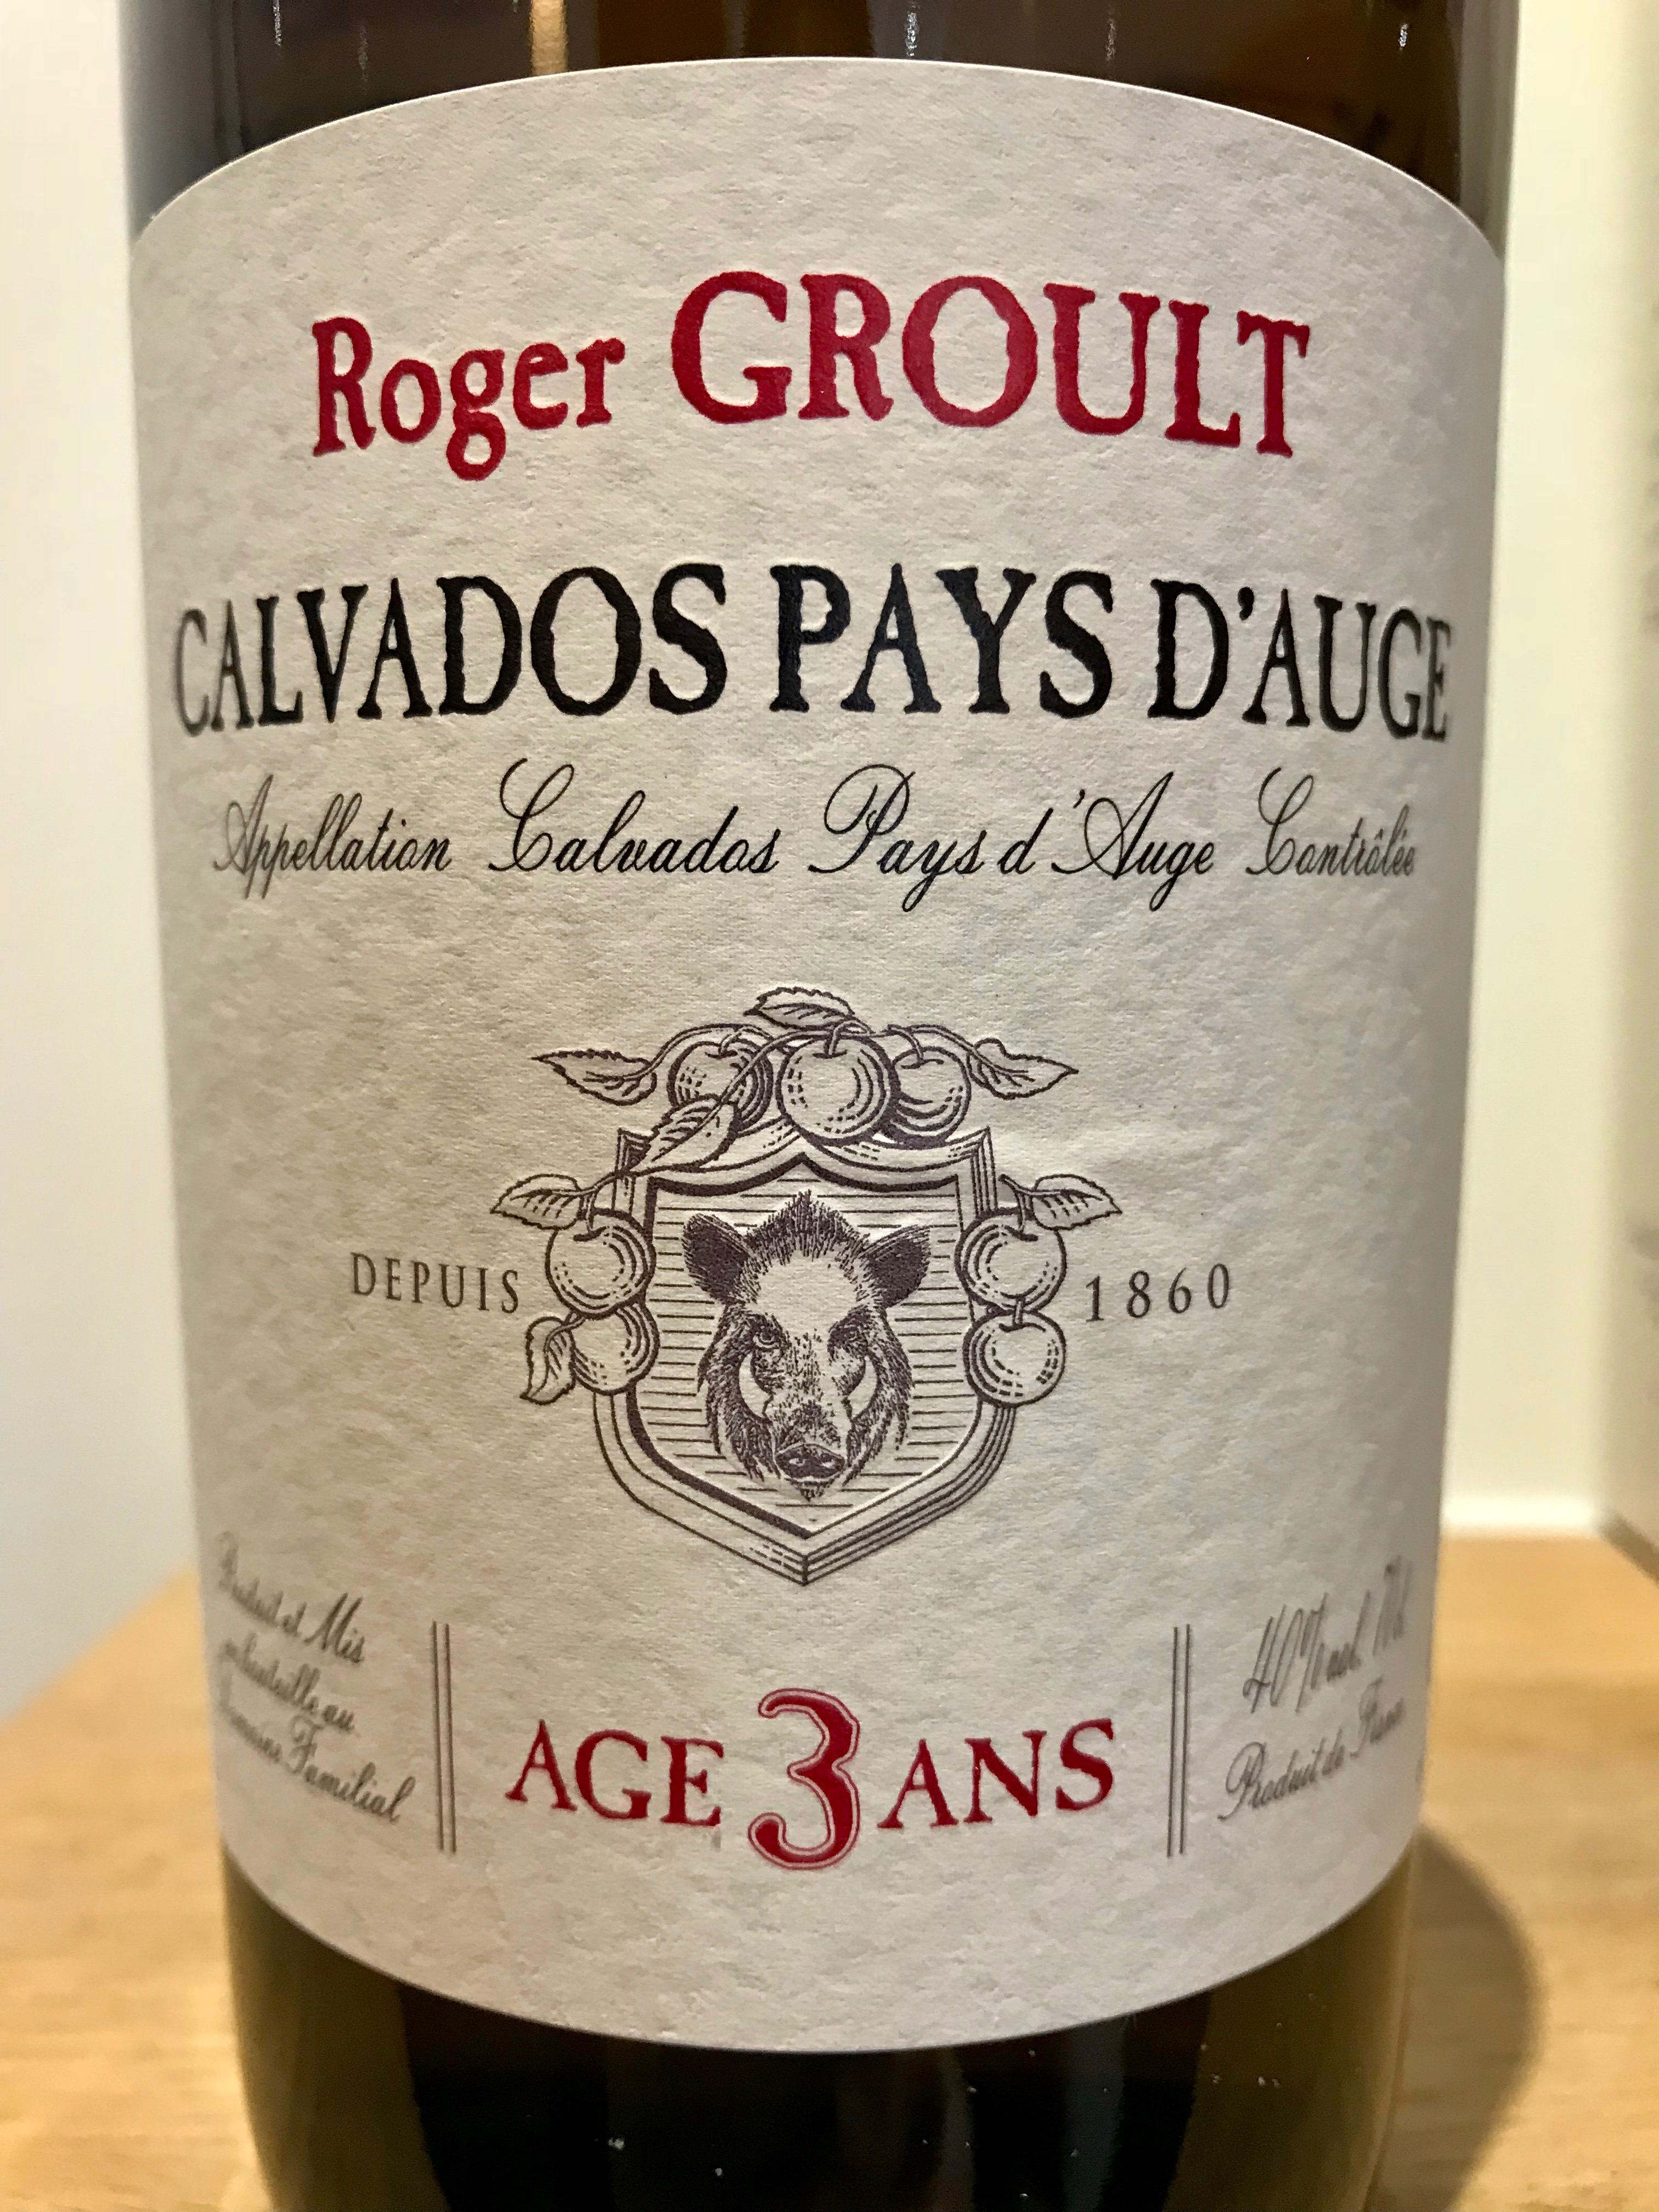 Roger GROULT
CALVADOS PAYS D'AUGE
Appellation Calvados Pays d'Auge Contrôlée
DEPUIS 1860
Produit et Mis
en bouteille au
Domaine Familial
AGE 3 ANS
40% vol. 70cl
Produit de France